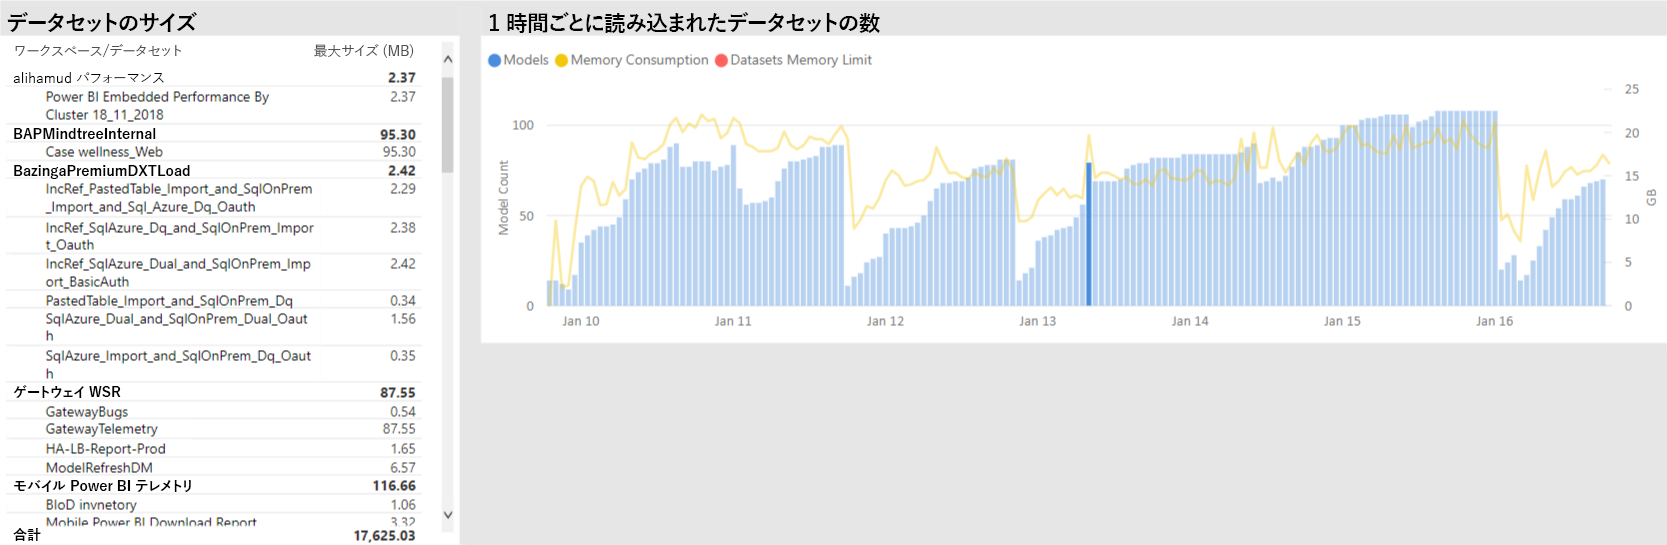 データセットのサイズ
ワークスペース/データセット 最大サイズ (MB)
alihamud パフォーマンス 2.37
Power BI Embedded Performance By 2.37
Cluster 18_11_2018
BAPMindtreeInternal 95.30
Case wellness_Web 95.30
BazingaPremiumDXTLoad 2.42
IncRef_PastedTable_Import_and_SqlOnPrem 2.29
_Import_and_Sql_Azure_Dq_Oauth
IncRef_SqlAzure_Dq_and_SqlOnPrem_Impor 2.38
t_Oauth
IncRef_SqlAzure_Dual_and_SqlOnPrem_Imp 2.42
ort_BasicAuth
PastedTable_Import_and_SqlOnPrem_Dq 0.34
SqlAzure_Dual_and_SqlOnPrem_Dual_Oaut 1.56
h
SqlAzure_Import_and_SqlOnPrem_Dq_Oaut 0.35
h
ゲートウェイ WSR 87.55
GatewayBugs 0.54
GatewayTelemetry 87.55
HA-LB-Report-Prod 1.65
ModelRefreshDM 6.57
モバイル Power BI テレメトリ 116.66
BIoD invnetory 1.06
Mobile Power BI Download Report 3.32
合計 17,625.03
1 時間ごとに読み込まれたデータセットの数
Models Memory Consumption Datasets Memory Limit
Model Count
100
50
0
Jan 10 Jan 11 Jan 12 Jan 13 Jan 14 Jan 15 Jan 16
25
20
15
10
5
0
GB